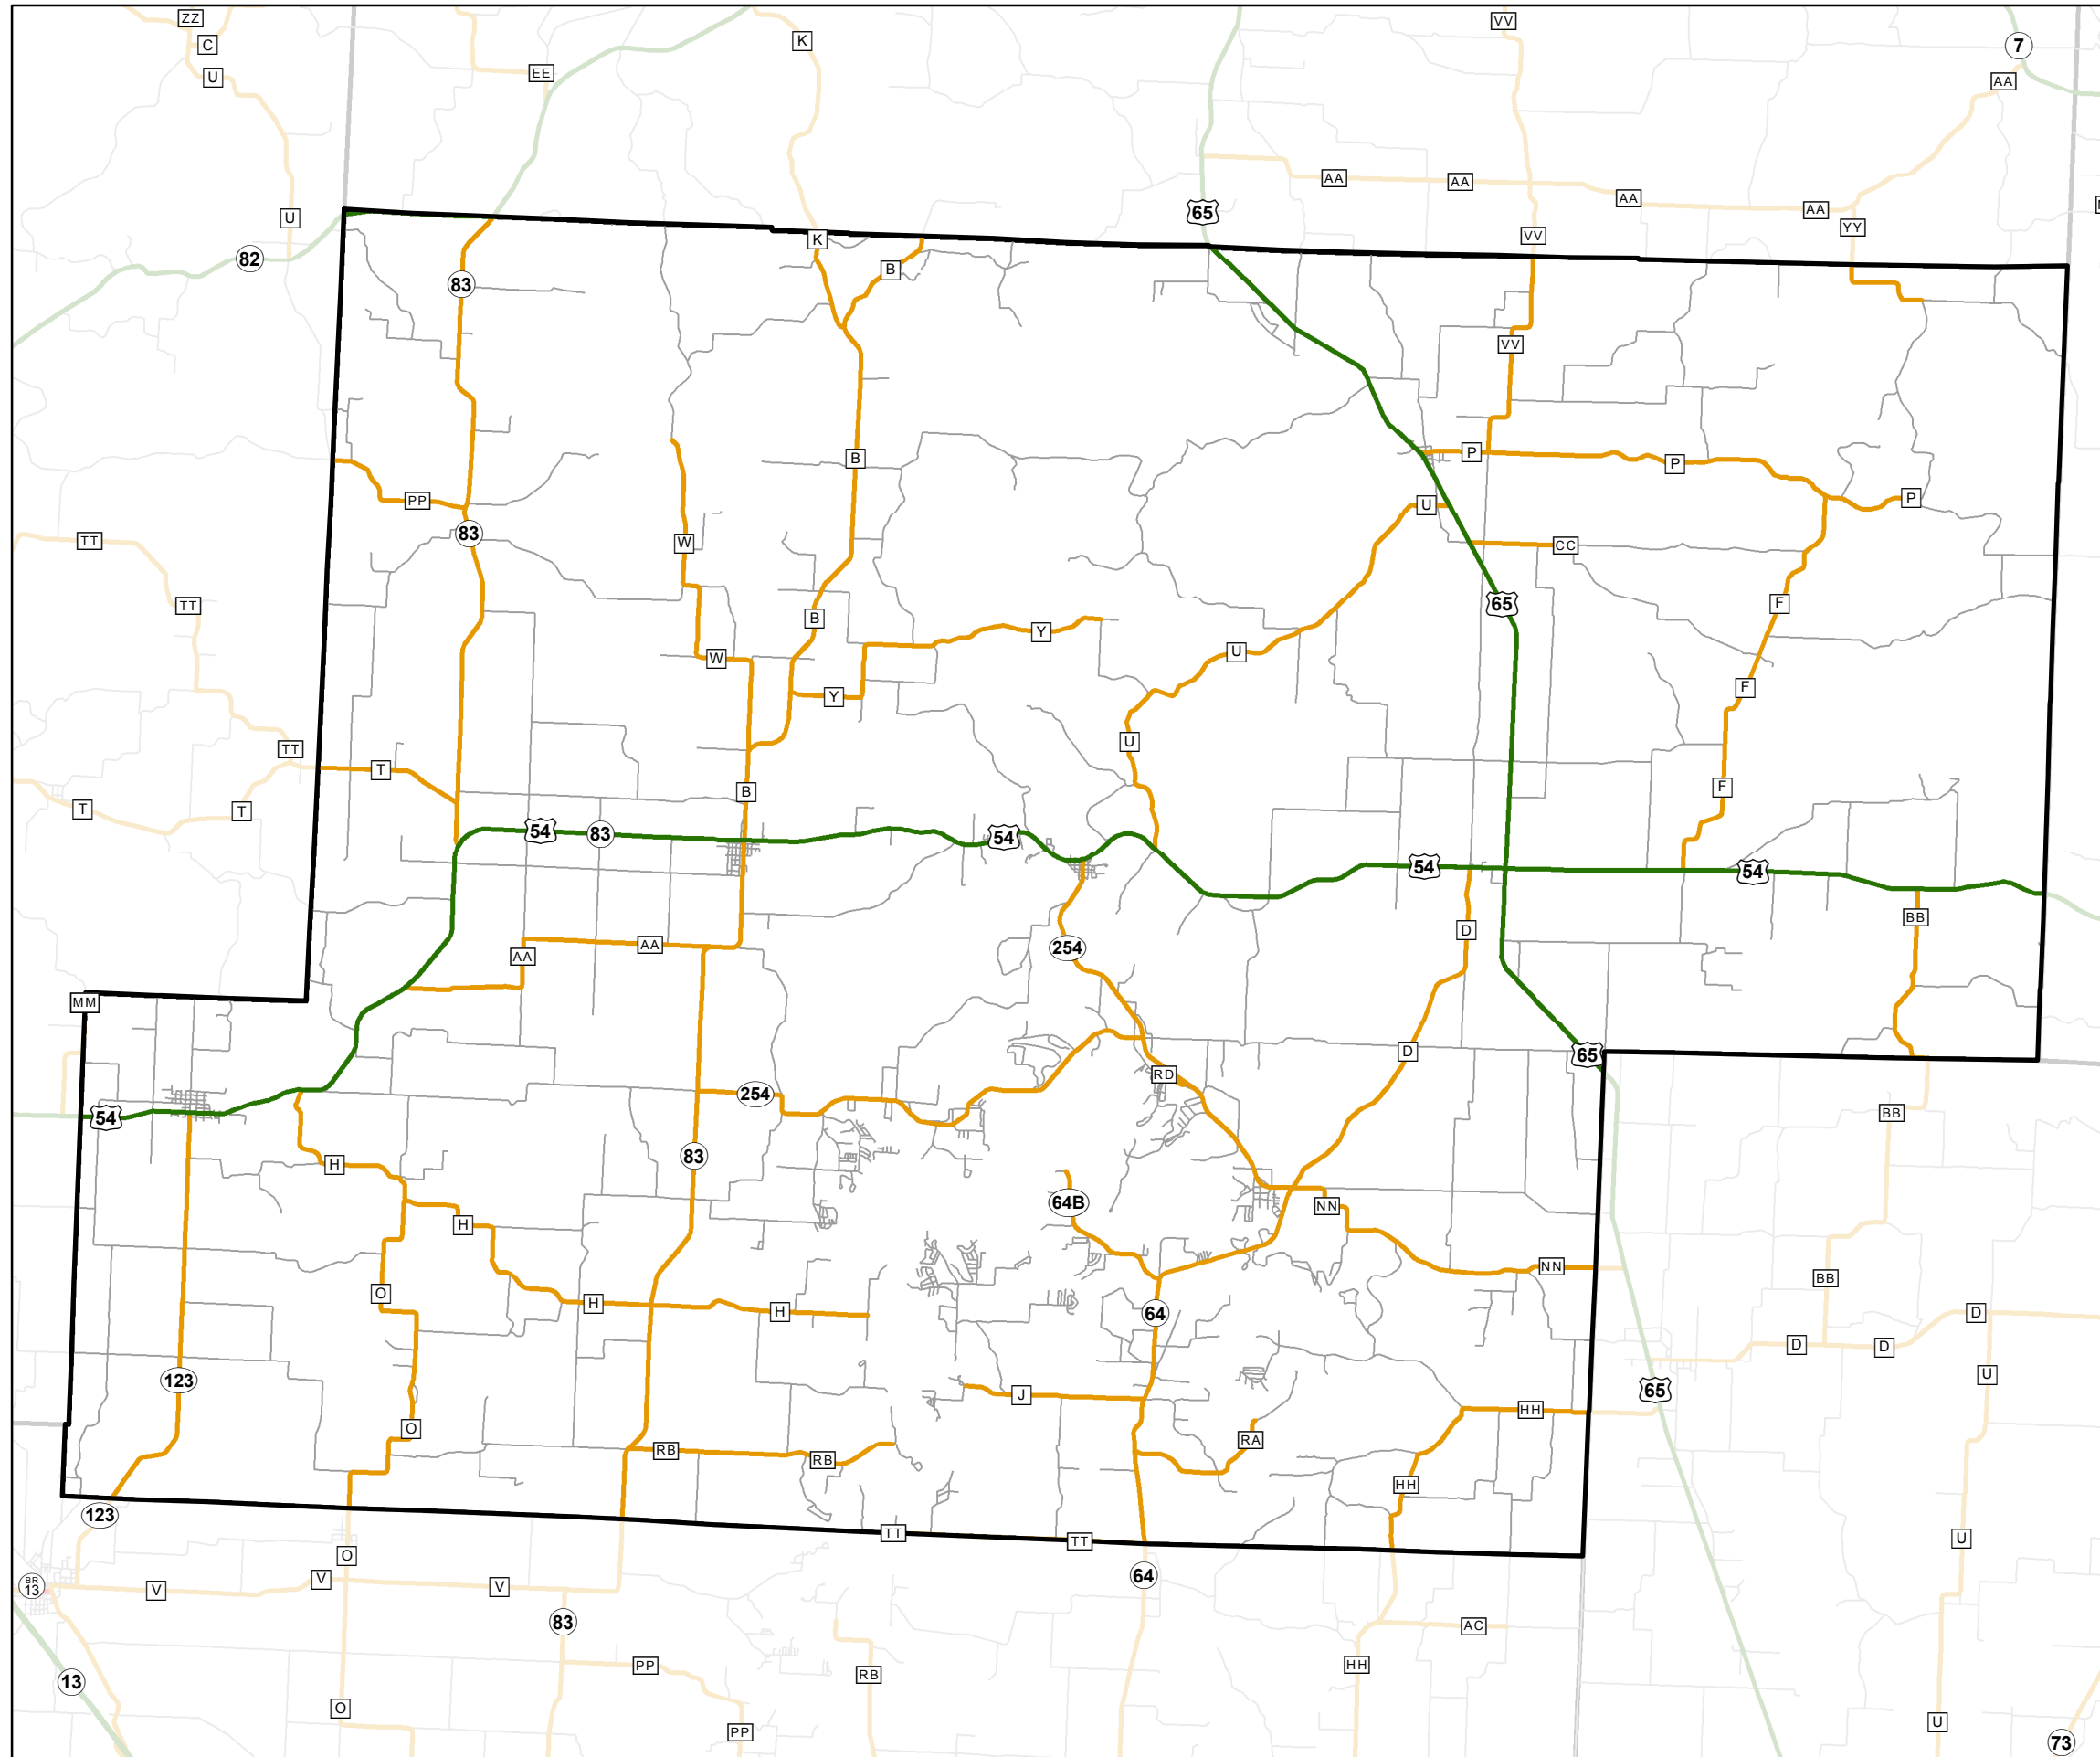 ZZ
C
U
EE
K
VV
7
AA
AA
AA
AA
AA
YY
U
82
65
VV
K
B
83
VV
B
P
P
P
PP
U
83
TT
W
CC
TT
B
65
F
Y
U
W
F
Y
TT
U
T
F
T
T
B
54
83
54
54
54
BB
D
AA
254
AA
MM
D
65
RD
254
54
BB
83
H
64B
NN
H
NN
BB
O
H
H
64
D
D
D
U
123
65
J
HH
O
RA
RB
RB
HH
123
TT
TT
U
O
64
BR
13
V
V
V
83
AC
PP
RB
HH
13
O
U
PP
73